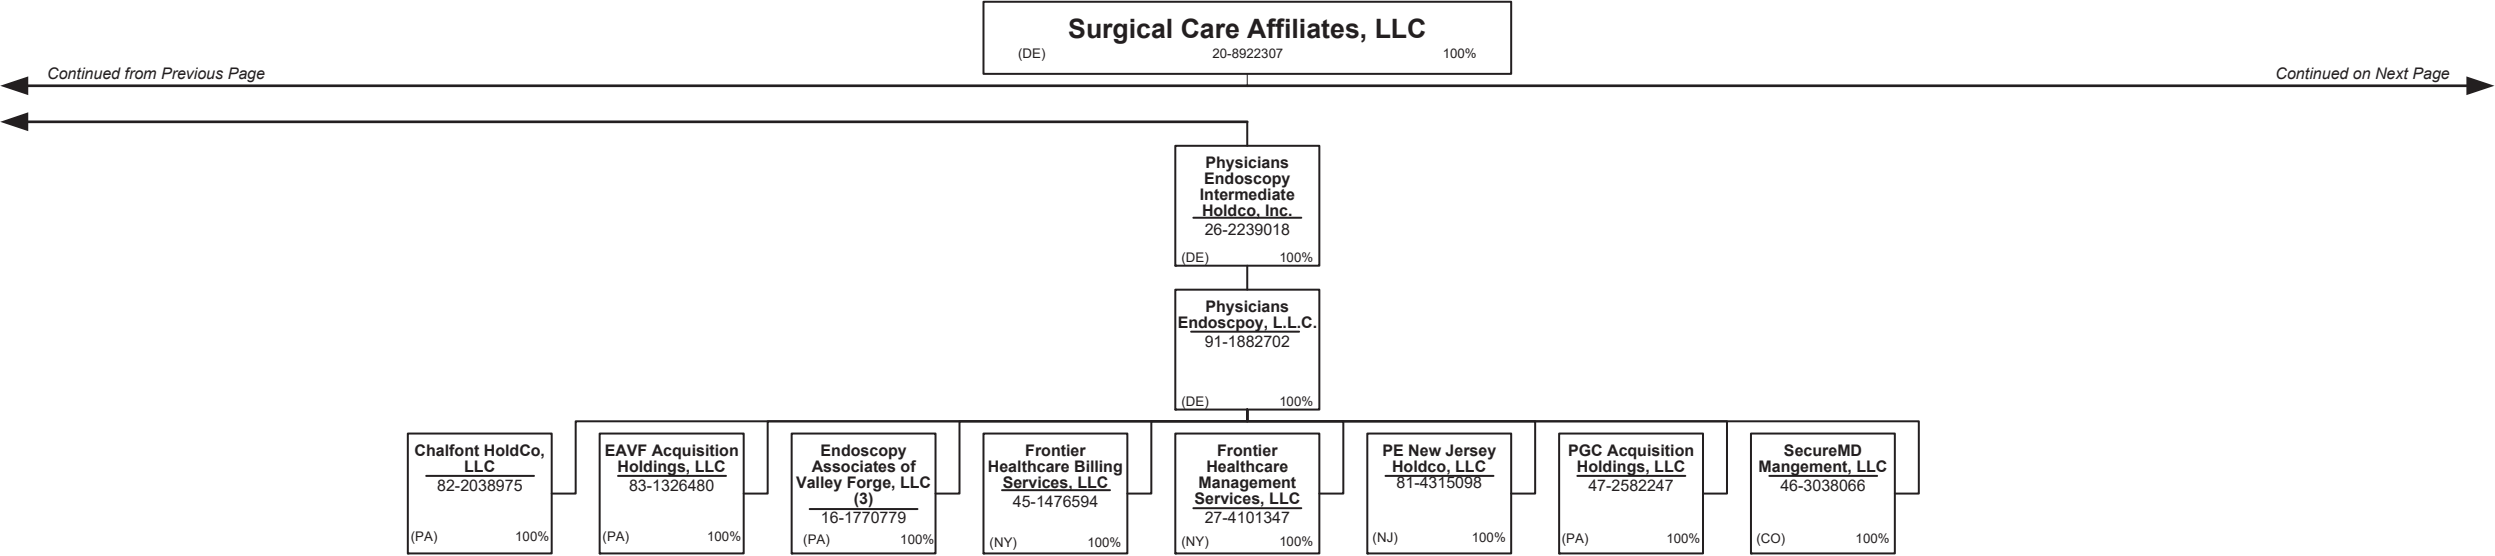 Surgical Care Affiliates, LLC
(DE) 20-8922307 100%
Continued from Previous Page
Continued on Next Page
Physicians
Endoscopy
Intermediate
Holdco, Inc.
26-2239018
(DE) 100%
Physicians
Endoscpoy, L.L.C.
91-1882702
(DE) 100%
Chalfont HoldCo,
LLC
82-2038975
(PA) 100%
EAVF Acquisition
Holdings, LLC
83-1326480
(PA) 100%
Endoscopy
Associates of
Valley Forge, LLC
(3)
16-1770779
(PA) 100%
Frontier
Healthcare Billing
Services, LLC
45-1476594
(NY) 100%
Frontier
Healthcare
Management
Services, LLC
27-4101347
(NY) 100%
PE New Jersey
Holdco, LLC
81-4315098
(NJ) 100%
PGC Acquisition
Holdings, LLC
47-2582247
(PA) 100%
SecureMD
Mangement, LLC
46-3038066
(CO) 100%